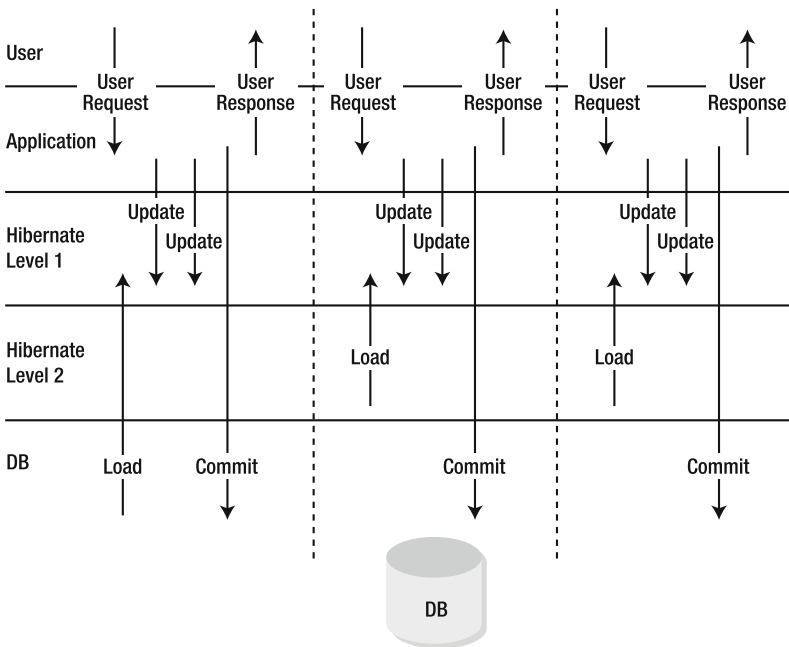 User
User
Request
User
Response
User
Request
User
Response
User
Request
User
Response
Application
Hibernate
Level 1
Update
Update
Update
Update
Update
Update
Hibernate
Level 2
Load
Load
DB
Load
Commit
Commit
Commit
DB